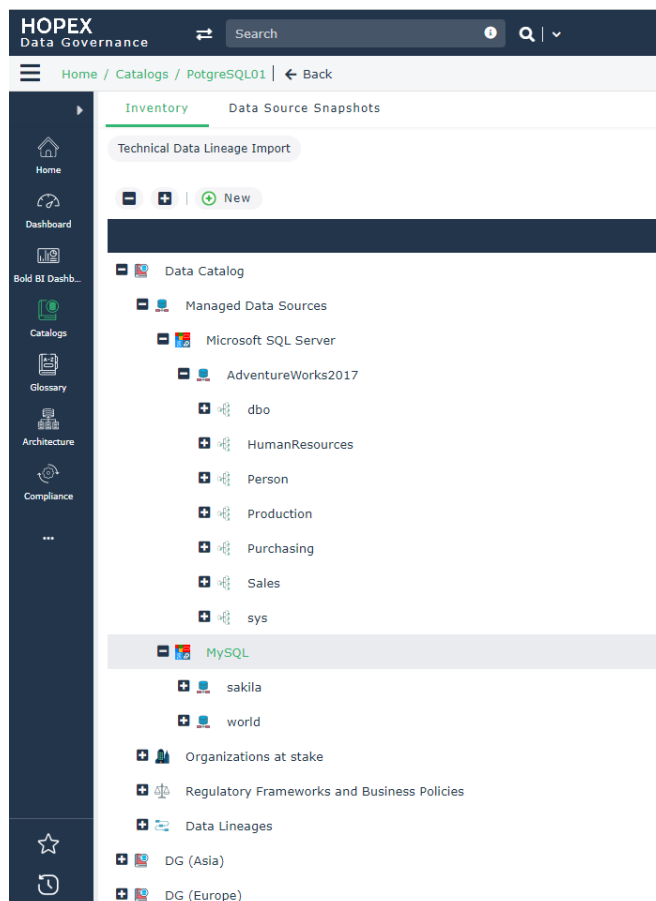 HOPEX
Data Governance
Search
Home / Catalogs / PotgreSQL01 Back
Inventory Data Source Snapshots
Technical Data Lineage Import
New
Home
Dashboard
Bold BI Dashb...
Catalogs
Glossary
Architecture
Compliance
...
Data Catalog
Managed Data Sources
Microsoft SQL Server
AdventureWorks2017
dbo
HumanResources
Person
Production
Purchasing
Sales
sys
MySQL
sakila
world
Organizations at stake
Regulatory Frameworks and Business Policies
Data Lineages
DG (Asia)
DG (Europe)